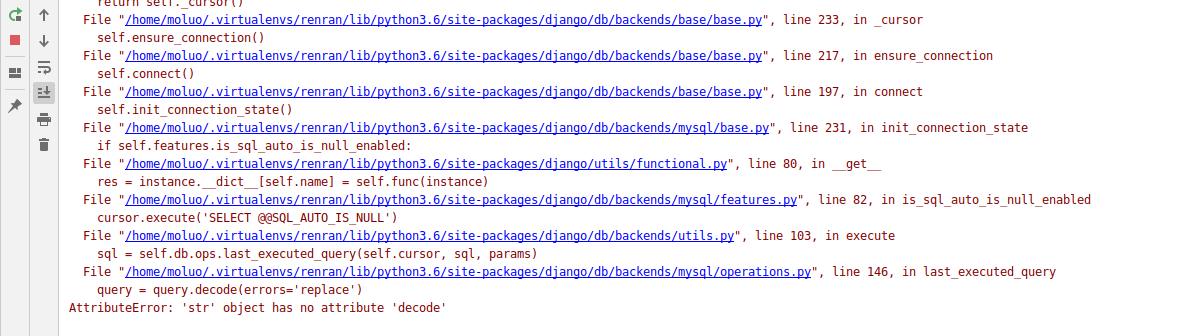 return self._cursor()
File "/home/moluo/.virtualenvs/renran/lib/python3.6/site-packages/django/db/backends/base/base.py", line 233, in _cursor
self.ensure_connection()
File "/home/moluo/.virtualenvs/renran/lib/python3.6/site-packages/django/db/backends/base/base.py", line 217, in ensure_connection
self.connect()
File "/home/moluo/.virtualenvs/renran/lib/python3.6/site-packages/django/db/backends/base/base.py", line 197, in connect
self.init_connection_state()
File "/home/moluo/.virtualenvs/renran/lib/python3.6/site-packages/django/db/backends/mysql/base.py", line 231, in init_connection_state
if self.features.is_sql_auto_is_null_enabled:
File "/home/moluo/.virtualenvs/renran/lib/python3.6/site-packages/django/utils/functional.py", line 80, in __get__
res = instance.__dict__[self.name] = self.func(instance)
File "/home/moluo/.virtualenvs/renran/lib/python3.6/site-packages/django/db/backends/mysql/features.py", line 82, in is_sql_auto_is_null_enabled
cursor.execute('SELECT @@SQL_AUTO_IS_NULL')
File "/home/moluo/.virtualenvs/renran/lib/python3.6/site-packages/django/db/backends/utils.py", line 103, in execute
sql = self.db.ops.last_executed_query(self.cursor, sql, params)
File "/home/moluo/.virtualenvs/renran/lib/python3.6/site-packages/django/db/backends/mysql/operations.py", line 146, in last_executed_query
query = query.decode(errors='replace')
AttributeError: 'str' object has no attribute 'decode'